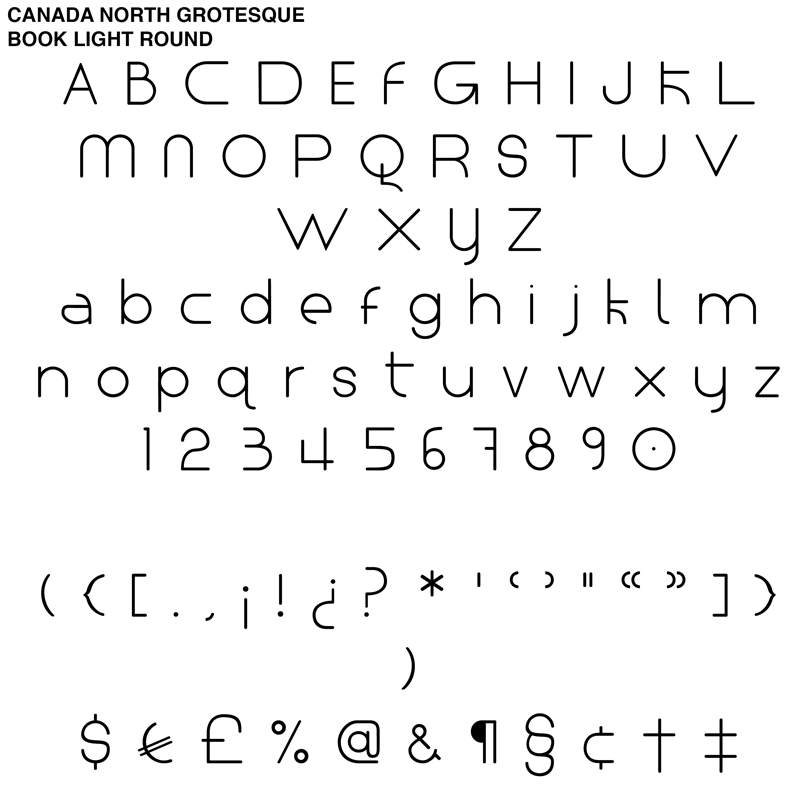 CANADA NORTH GROTESQUE
BOOK LIGHT ROUND
A B C D E F G H I J K L
M N O P Q R S T U V
W X Y Z
a b c d e f g h i j k l m
n o p q r s t u v w x y z
1 2 3 4 5 6 7 8 9 0
( { [ . , ¡ ! ¿ ? * ' ‘ ’ " “ ” ] }
)
$ € £ % @ & ¶ § ¢ † ‡